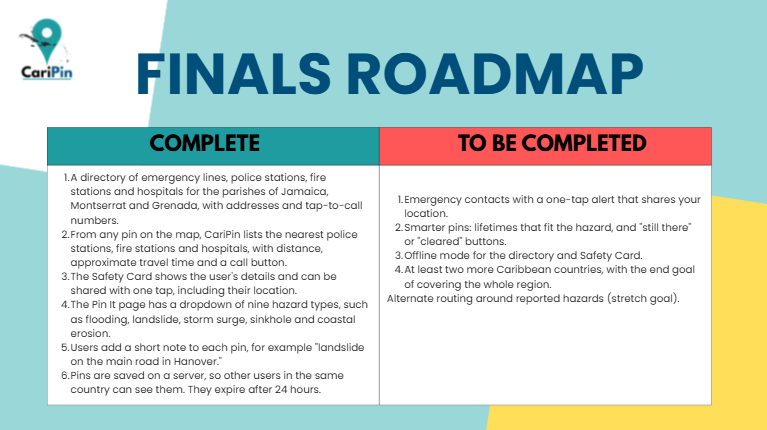 CariPin
FINALS ROADMAP
COMPLETE
1.A directory of emergency lines, police stations, fire
stations and hospitals for the parishes of Jamaica,
Montserrat and Grenada, with addresses and tap-to-call
numbers.
2.From any pin on the map, CariPin lists the nearest police
stations, fire stations and hospitals, with distance,
approximate travel time and a call button.
3.The Safety Card shows the user's details and can be
shared with one tap, including their location.
4.The Pin It page has a dropdown of nine hazard types, such
as flooding, landslide, storm surge, sinkhole and coastal
erosion.
5.Users add a short note to each pin, for example "landslide
on the main road in Hanover."
6.Pins are saved on a server, so other users in the same
country can see them. They expire after 24 hours.
TO BE COMPLETED
1.Emergency contacts with a one-tap alert that shares your
location.
2.Smarter pins: lifetimes that fit the hazard, and "still there"
or "cleared" buttons.
3.Offline mode for the directory and Safety Card.
4.At least two more Caribbean countries, with the end goal
of covering the whole region.
Alternate routing around reported hazards (stretch goal).